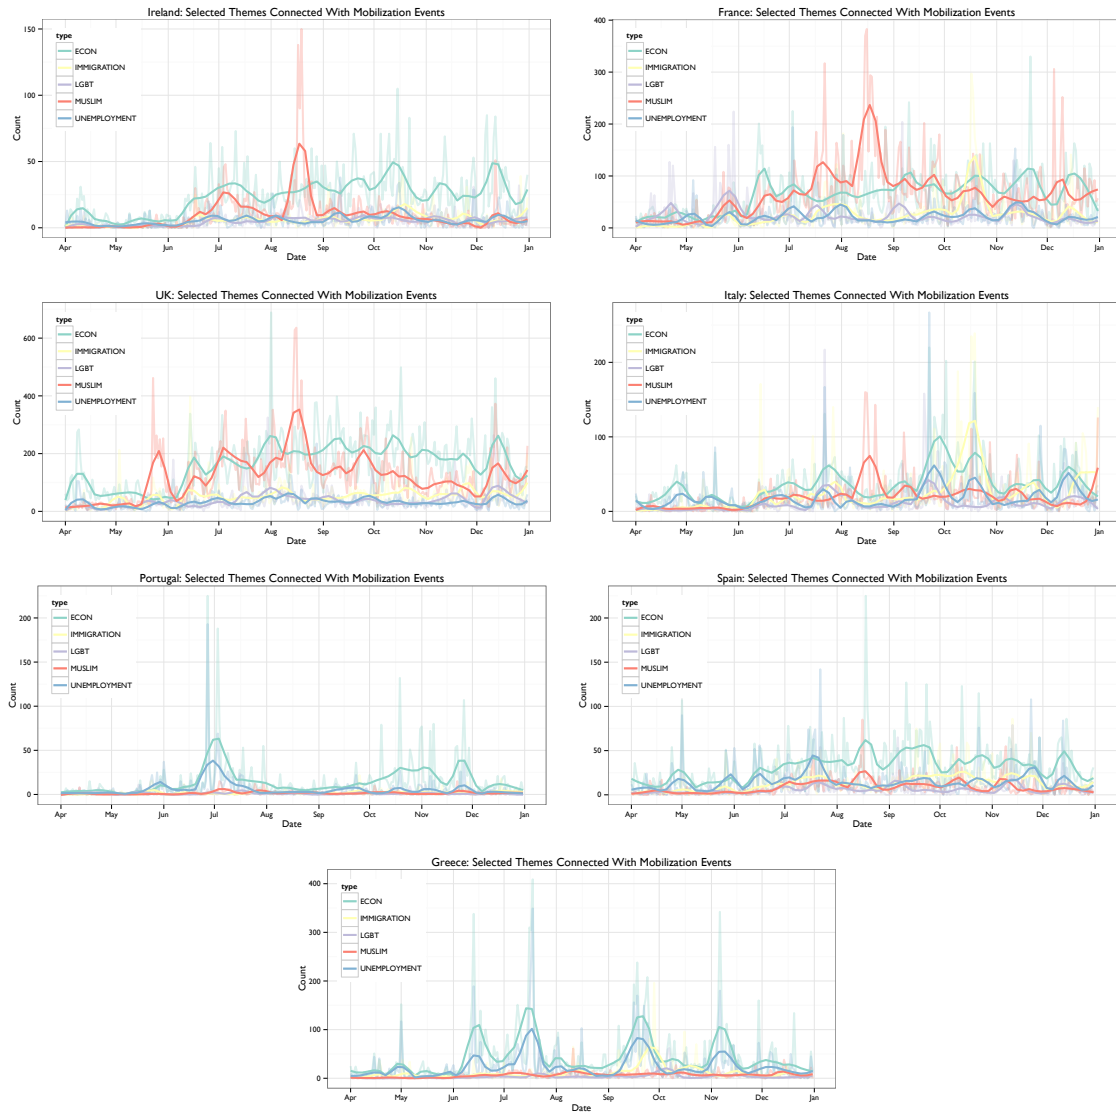 Ireland: Selected Themes Connected With Mobilization Events
type
ECON
IMMIGRATION
LGBT
MUSLIM
UNEMPLOYMENT
150
100
50
0
Count
Apr May Jun Jul Aug Sep Oct Nov Dec Jan
Date
France: Selected Themes Connected With Mobilization Events
type
ECON
IMMIGRATION
LGBT
MUSLIM
UNEMPLOYMENT
400
300
200
100
0
Count
Apr May Jun Jul Aug Sep Oct Nov Dec Jan
Date
UK: Selected Themes Connected With Mobilization Events
type
ECON
IMMIGRATION
LGBT
MUSLIM
UNEMPLOYMENT
600
400
200
0
Count
Apr May Jun Jul Aug Sep Oct Nov Dec Jan
Date
Italy: Selected Themes Connected With Mobilization Events
type
ECON
IMMIGRATION
LGBT
MUSLIM
UNEMPLOYMENT
200
100
0
Count
Apr May Jun Jul Aug Sep Oct Nov Dec Jan
Date
Portugal: Selected Themes Connected With Mobilization Events
type
ECON
IMMIGRATION
LGBT
MUSLIM
UNEMPLOYMENT
200
150
100
50
0
Count
Apr May Jun Jul Aug Sep Oct Nov Dec Jan
Date
Spain: Selected Themes Connected With Mobilization Events
type
ECON
IMMIGRATION
LGBT
MUSLIM
UNEMPLOYMENT
200
150
100
50
0
Count
Apr May Jun Jul Aug Sep Oct Nov Dec Jan
Date
Greece: Selected Themes Connected With Mobilization Events
type
ECON
IMMIGRATION
LGBT
MUSLIM
UNEMPLOYMENT
400
300
200
100
0
Count
Apr May Jun Jul Aug Sep Oct Nov Dec Jan
Date